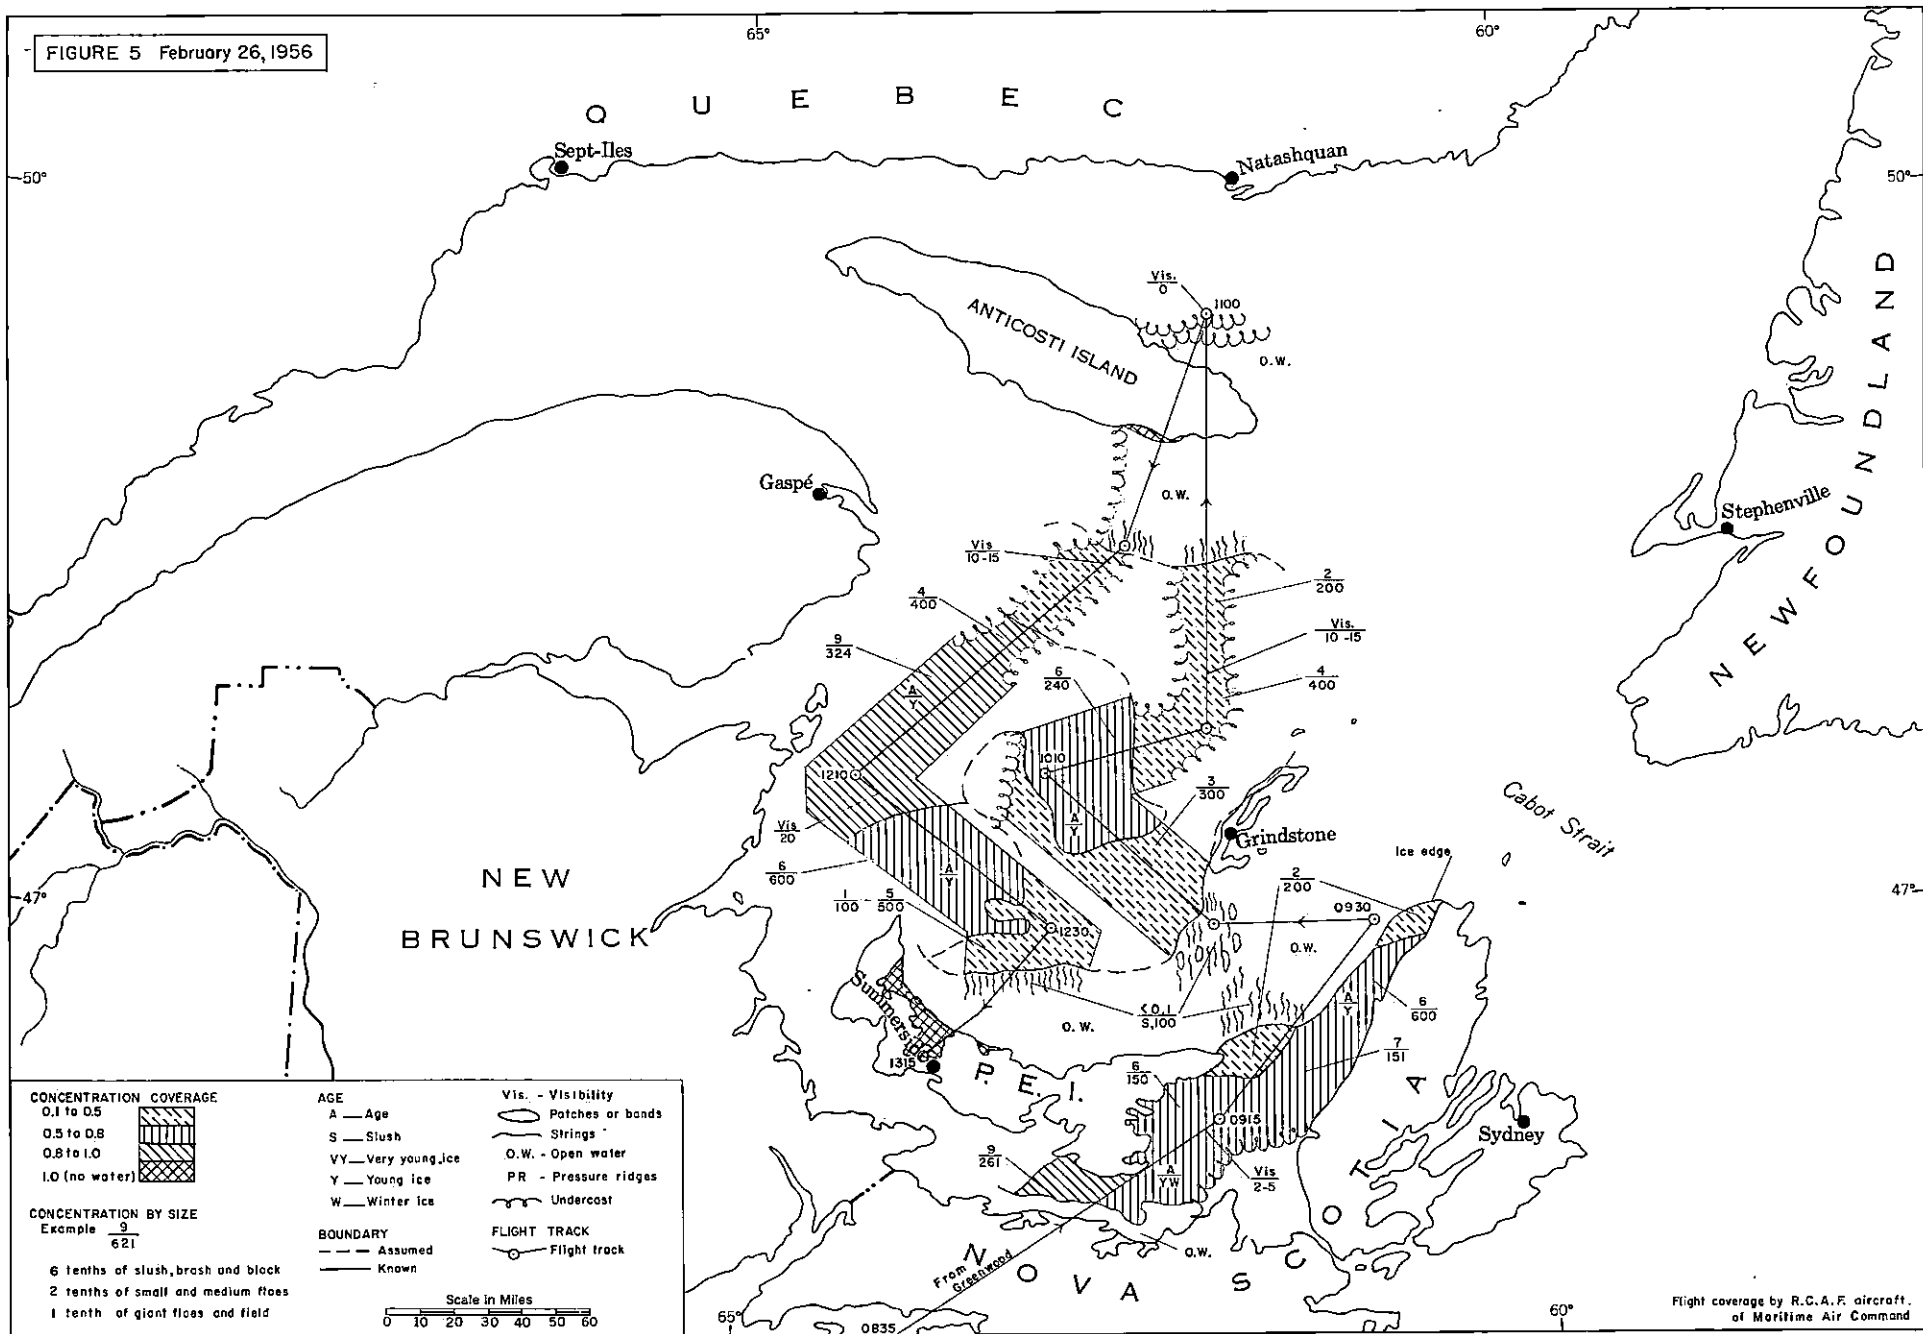 FIGURE 5 February 26, 1956
65°
60°
QUEBEC
Sept-Iles
Natashquan
50°
50°
NEWFOUNDLAND
Vis.
0
1100
O.W.
ANTICOSTI ISLAND
Gaspé
O.W.
Stephenville
Vis
10-15
2
200
4
400
Vis.
10-15
9
324
6
240
4
400
A
Y
1210
1010
3
300
Cabot Strait
Vis
20
A
Y
Grindstone
Ice edge
6
600
A
Y
2
200
NEW
BRUNSWICK
47°
47°
1
100
-
5
500
1230
0930
O.W.
Summerside
<0.1
S,100
O.W.
A
Y
6
600
7
151
1315
P.E.I.
6
150
0915
Sydney
9
261
A
YW
Vis
2-5
O.W.
From
Greenwood
NOVA SCOTIA
0835
65°
60°
CONCENTRATION COVERAGE
0.1 to 0.5
0.5 to 0.8
0.8 to 1.0
1.0 (no water)
CONCENTRATION BY SIZE
Example 9
621
6 tenths of slush, brash and block
2 tenths of small and medium floes
1 tenth of giant floes and field
AGE
A — Age
S — Slush
VY — Very young ice
Y — Young ice
W — Winter ice
BOUNDARY
Assumed
Known
Vis. - Visibility
Patches or bands
Strings
O.W. - Open water
PR - Pressure ridges
Undercast
FLIGHT TRACK
Flight track
Scale in Miles
0 10 20 30 40 50 60
Flight coverage by R.C.A.F. aircraft.
of Maritime Air Command